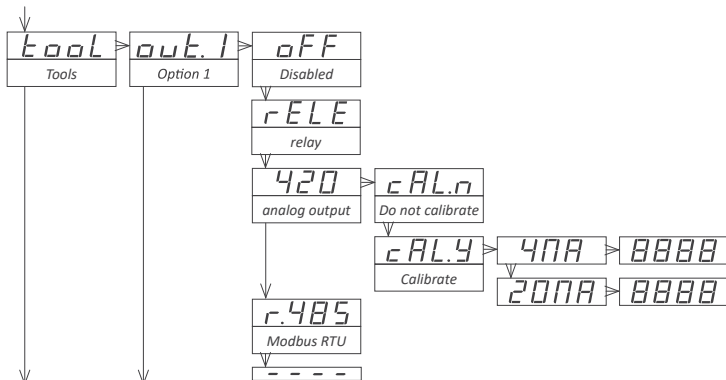 tooL out.1 oFF
Tools Option 1 Disabled
rELE
relay
420 cAL.n
analog output Do not calibrate
cAL.y 4mA 8888
Calibrate 20mA 8888
r.485
Modbus RTU
- - - -